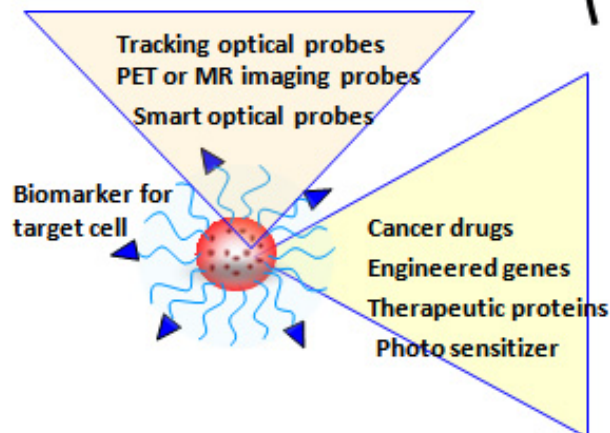 Tracking optical probes
PET or MR imaging probes
Smart optical probes
Biomarker for
target cell
Cancer drugs
Engineered genes
Therapeutic proteins
Photo sensitizer